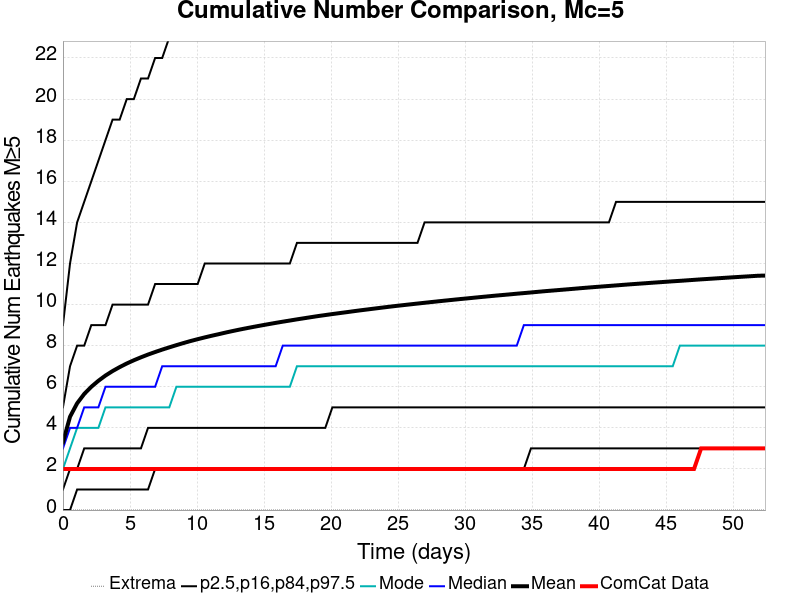 Cumulative Number Comparison, Mc=5
Cumulative Num Earthquakes M≥5
22
20
18
16
14
12
10
8
6
4
2
0
0 5 10 15 20 25 30 35 40 45 50
Time (days)
Extrema p2.5,p16,p84,p97.5 Mode Median Mean ComCat Data